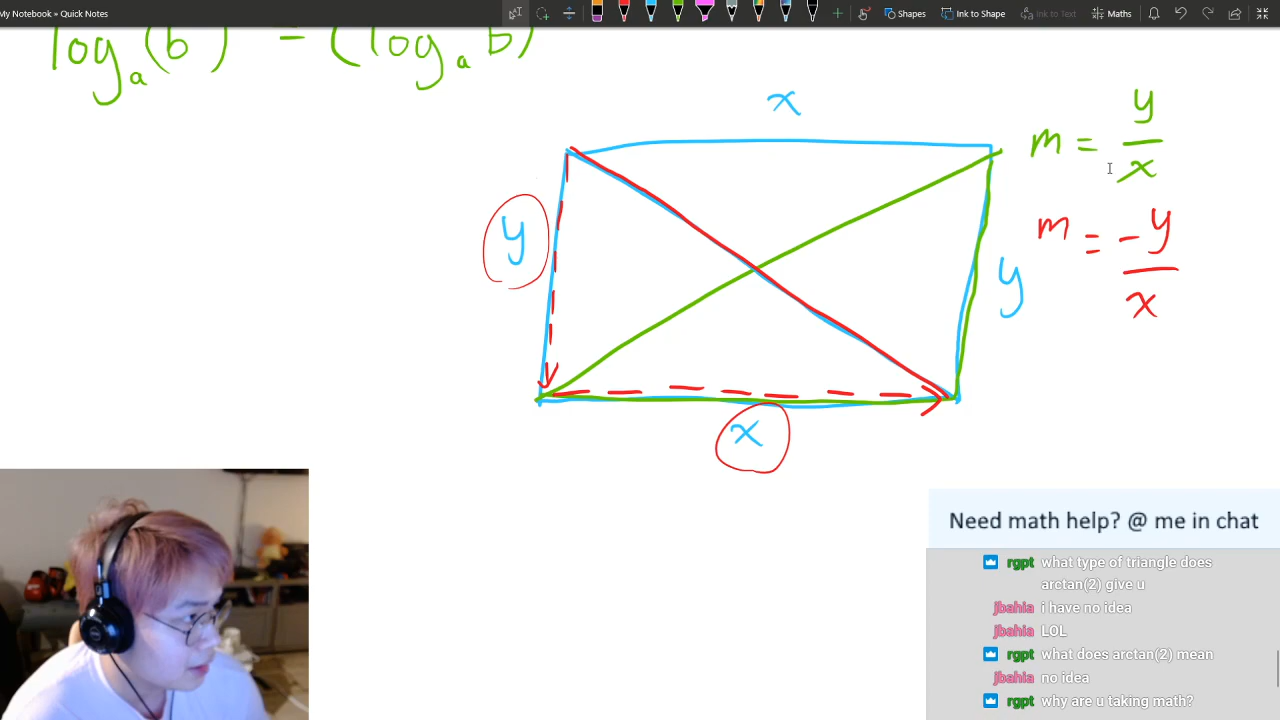 My Notebook » Quick Notes
Shapes
Ink to Shape
Ink to Text
Maths
log
a
(b
) = (log
a
b)
x
m = y/x
y
m = -y/x
y
x
Need math help? @ me in chat
rgpt what type of triangle does
arctan(2) give u
jbahia i have no idea
jbahia LOL
rgpt what does arctan(2) mean
jbahia no idea
rgpt why are u taking math?